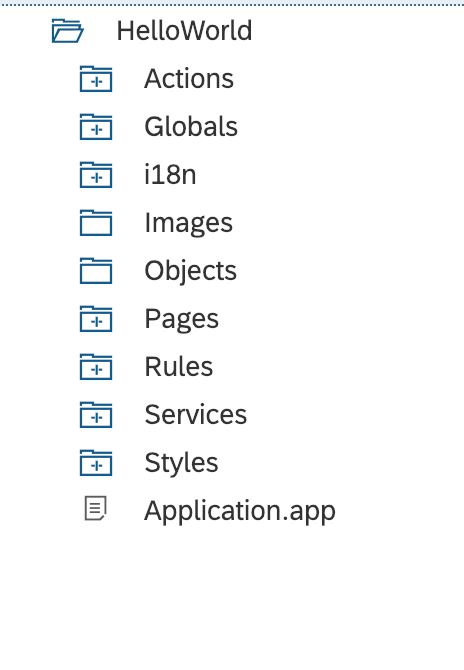 HelloWorld
Actions
Globals
i18n
Images
Objects
Pages
Rules
Services
Styles
Application.app